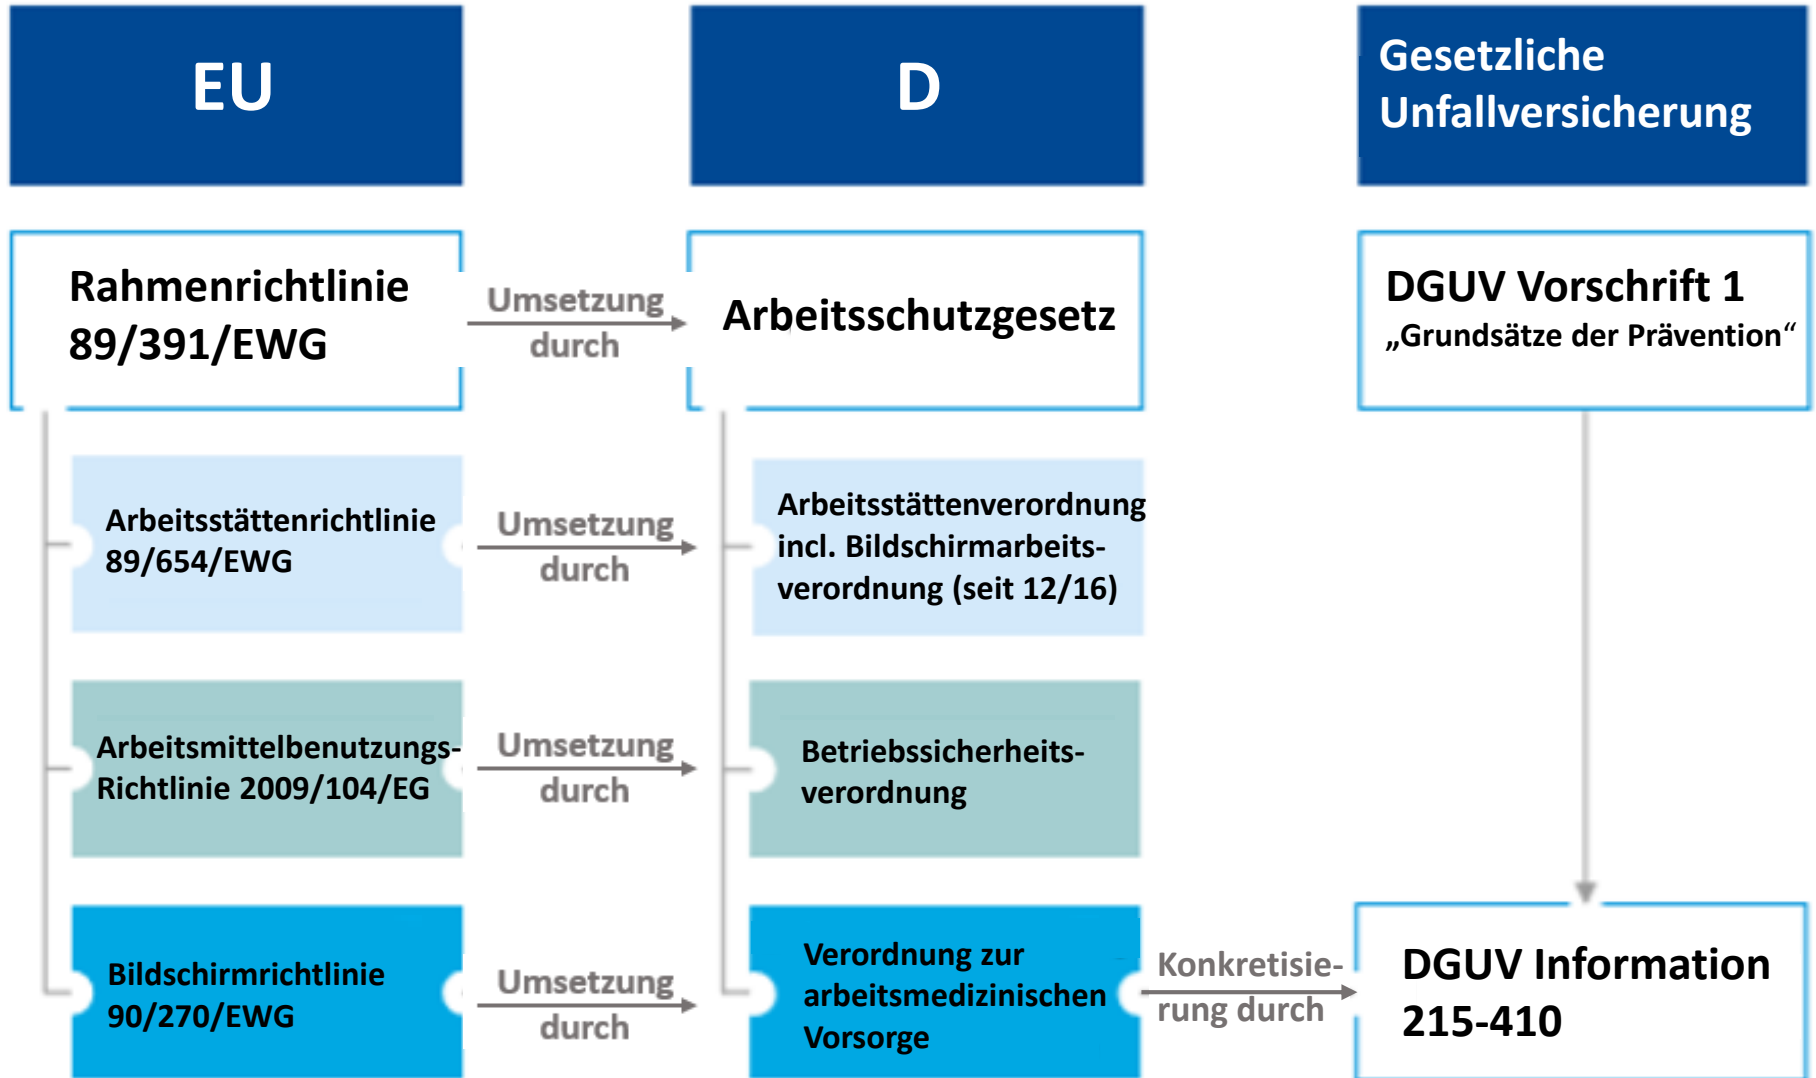 EU
D
Gesetzliche
Unfallversicherung
Rahmenrichtlinie
89/391/EWG
Umsetzung
durch
Arbeitsschutzgesetz
DGUV Vorschrift 1
„Grundsätze der Prävention“
Arbeitsstättenrichtlinie
89/654/EWG
Umsetzung
durch
Arbeitsstättenverordnung
incl. Bildschirmarbeits-
verordnung (seit 12/16)
Arbeitsmittelbenutzungs-
Richtlinie 2009/104/EG
Umsetzung
durch
Betriebssicherheits-
verordnung
Bildschirmrichtlinie
90/270/EWG
Umsetzung
durch
Verordnung zur
arbeitsmedizinischen
Vorsorge
Konkretisie-
rung durch
DGUV Information
215-410